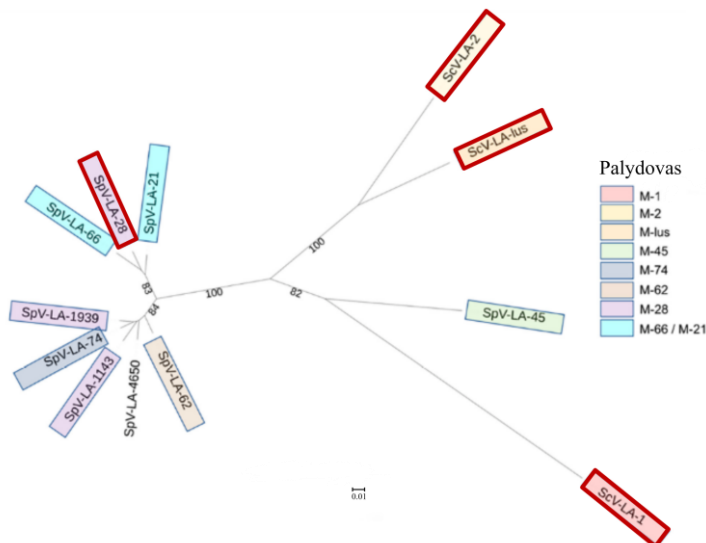 ScV-LA-2
ScV-LA-lus
SpV-LA-21
SpV-LA-28
SpV-LA-66
Palydovas
M-1
M-2
M-lus
M-45
M-74
M-62
M-28
M-66 / M-21
100
83
100
82
84
SpV-LA-1939
SpV-LA-74
SpV-LA-1143
SpV-LA-4650
SpV-LA-62
SpV-LA-45
ScV-LA-1
0.01